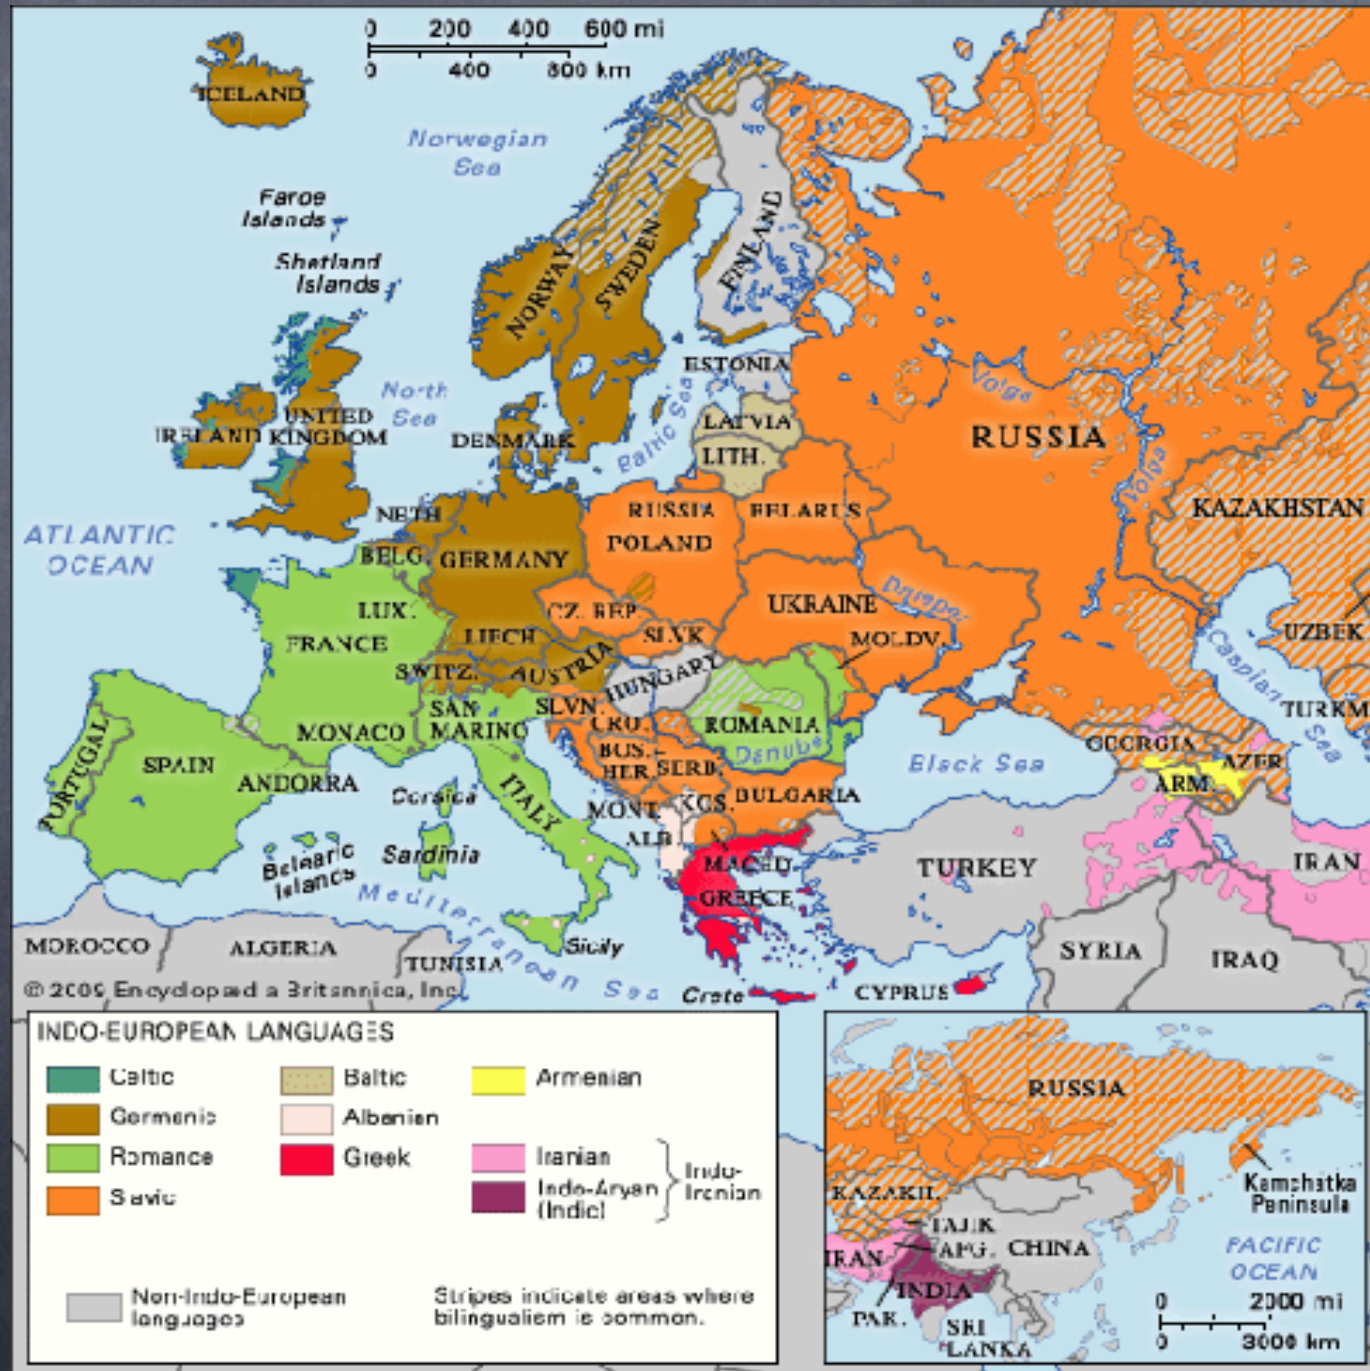 0 200 400 600 mi
0 400 800 km
ICELAND
Norwegian
Sea
Faroe
Islands
Shetland
Islands
NORWAY
SWEDEN
FINLAND
ESTONIA
North
Sea
Baltic Sea
LATVIA
LITH.
Volga
RUSSIA
Volga
IRELAND
UNITED
KINGDOM
DENMARK
NETH
RUSSIA
BELARUS
KAZAKHSTAN
ATLANTIC
OCEAN
BELG.
GERMANY
POLAND
LUX.
CZ. REP.
UKRAINE
Dnieper
FRANCE
LIECH
SLVK
MOLDV.
UZBEK
SWITZ.
AUSTRIA
HUNGARY
Caspian Sea
SAN
MARINO
SLVN.
CRO.
ROMANIA
TURKM
MONACO
BOS.-
HER.
SERB.
Danube
GEORGIA
AZER
PORTUGAL
SPAIN
ANDORRA
Corsica
ITALY
MONT.
KOS.
BULGARIA
Black Sea
ARM.
Balearic
Islands
Sardinia
ALB.
MACED.
GREECE
TURKEY
IRAN
Mediterranean Sea
MOROCCO
ALGERIA
TUNISIA
Sicily
SYRIA
IRAQ
Crete
CYPRUS
© 2009 Encyclopædia Britannica, Inc.
INDO-EUROPEAN LANGUAGES
Celtic
Germanic
Romance
Slavic
Baltic
Albanian
Greek
Armenian
Iranian
Indo-Aryan
(Indic)
Indo-
Iranian
Non-Indo-European
languages
Stripes indicate areas where
bilingualism is common.
RUSSIA
KAZAKH.
Kamchatka
Peninsula
TAJIK
AFG.
CHINA
IRAN
PACIFIC
OCEAN
INDIA
PAK.
SRI
LANKA
0 2000 mi
0 3000 km